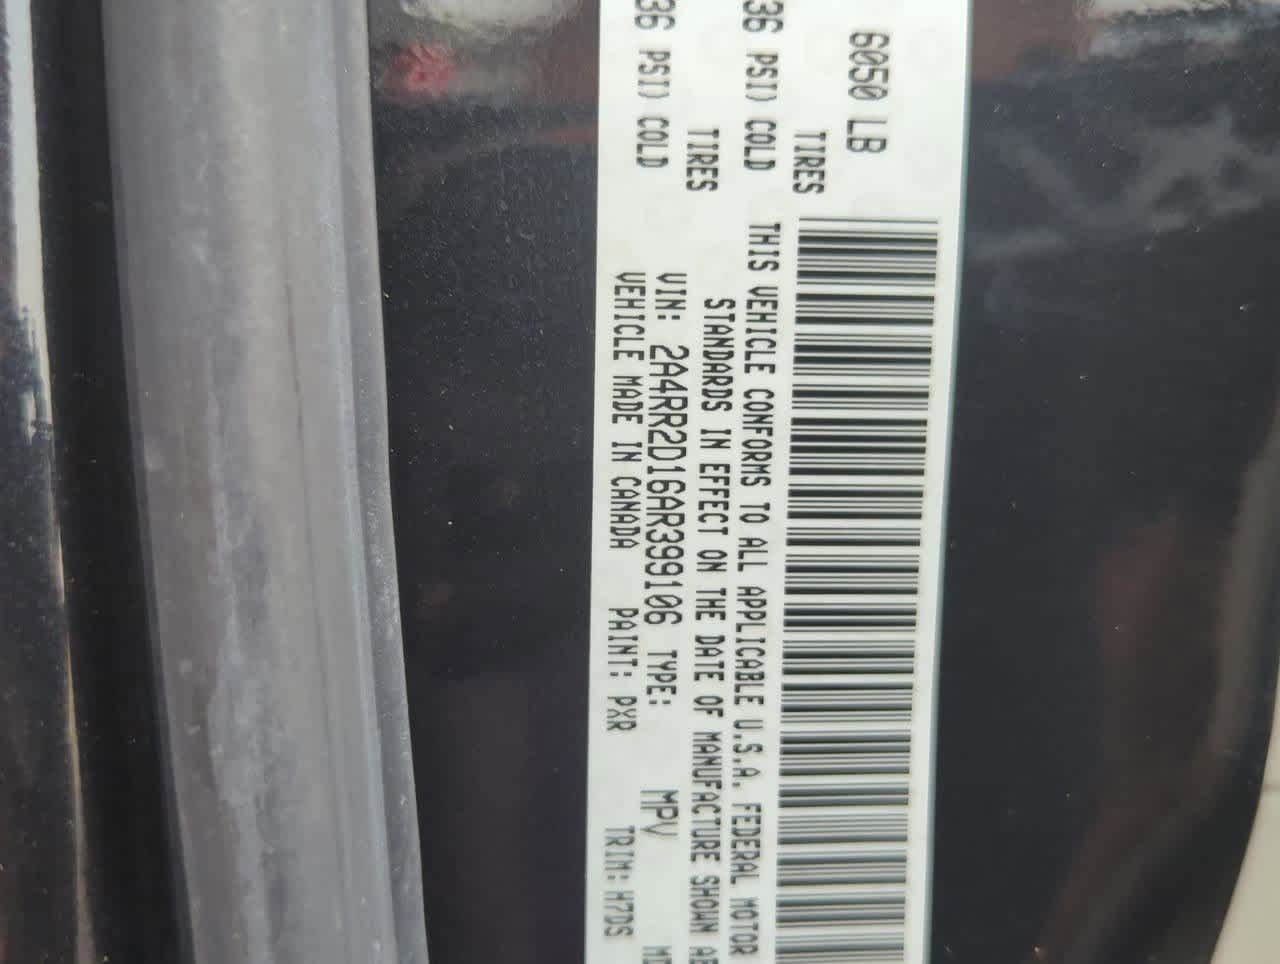 6050 LB
36 PSI) COLD
TIRES
36 PSI) COLD
TIRES
THIS VEHICLE CONFORMS TO ALL APPLICABLE U.S.A. FEDERAL MOTOR
STANDARDS IN EFFECT ON THE DATE OF MANUFACTURE SHOWN
VIN: 2A4RR2D16AR399106 TYPE: MPV
VEHICLE MADE IN CANADA PAINT: PXR TRIM: H7DS